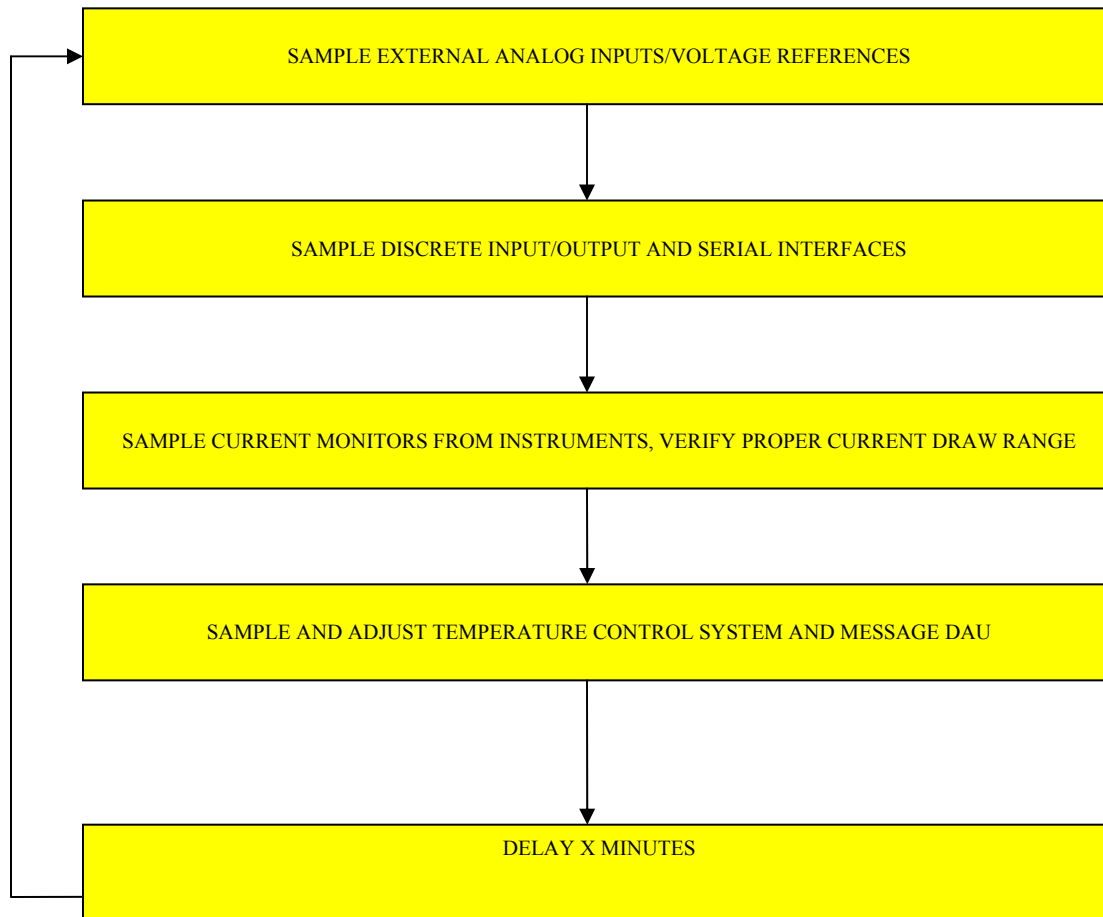 SAMPLE EXTERNAL ANALOG INPUTS/VOLTAGE REFERENCES
SAMPLE DISCRETE INPUT/OUTPUT AND SERIAL INTERFACES
SAMPLE CURRENT MONITORS FROM INSTRUMENTS, VERIFY PROPER CURRENT DRAW RANGE
SAMPLE AND ADJUST TEMPERATURE CONTROL SYSTEM AND MESSAGE DAU
DELAY X MINUTES